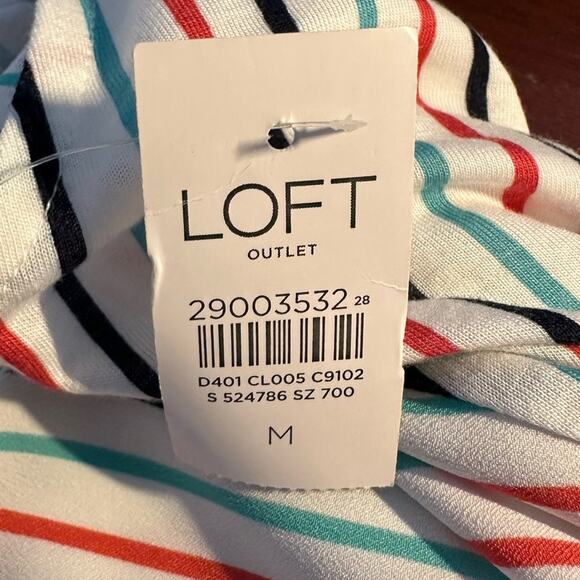 LOFT
OUTLET
29003532 28
D401 CL005 C9102
S 524786 SZ 700
M